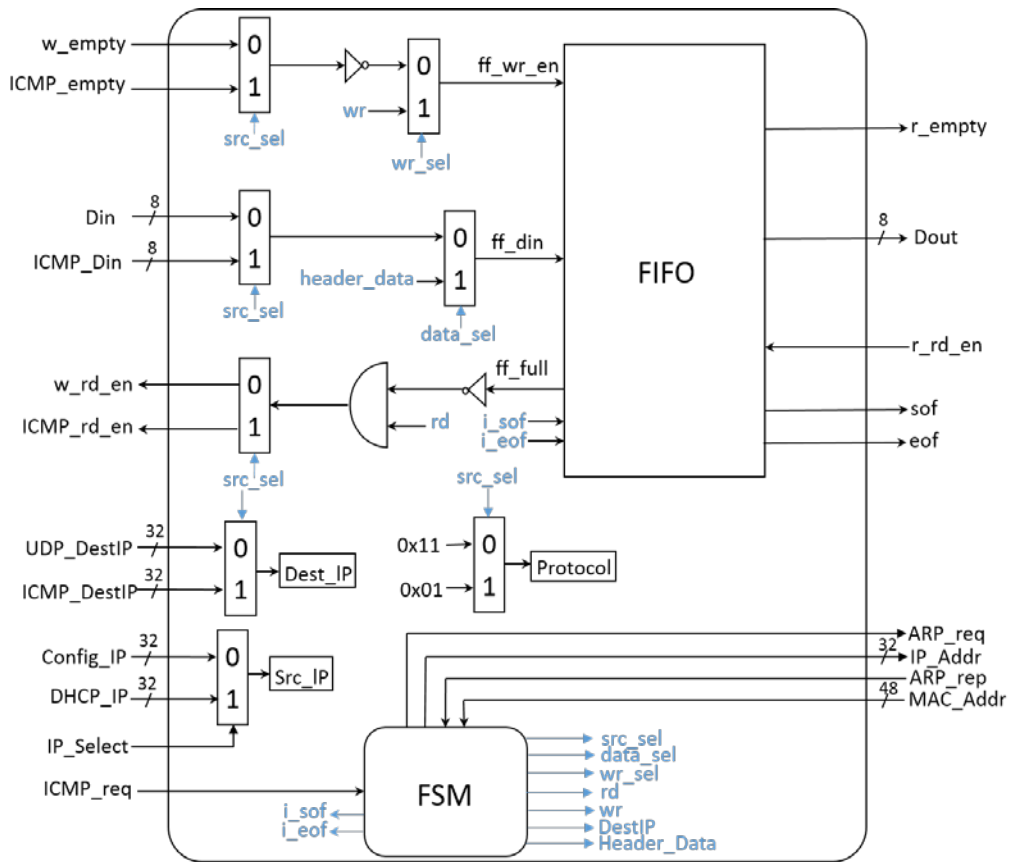 w_empty
0
ICMP_empty
1
src_sel
0
wr
1
wr_sel
ff_wr_en
r_empty
Din
8
0
ICMP_Din
8
1
src_sel
0
header_data
1
data_sel
ff_din
FIFO
8
Dout
r_rd_en
w_rd_en
0
ICMP_rd_en
1
src_sel
rd
ff_full
i_sof
i_eof
sof
eof
UDP_DestIP
32
0
ICMP_DestIP
32
1
Dest_IP
src_sel
0x11
0
0x01
1
Protocol
Config_IP
32
0
DHCP_IP
32
1
Src_IP
IP_Select
ARP_req
32
IP_Addr
ARP_rep
48
MAC_Addr
ICMP_req
FSM
i_sof
i_eof
src_sel
data_sel
wr_sel
rd
wr
DestIP
Header_Data